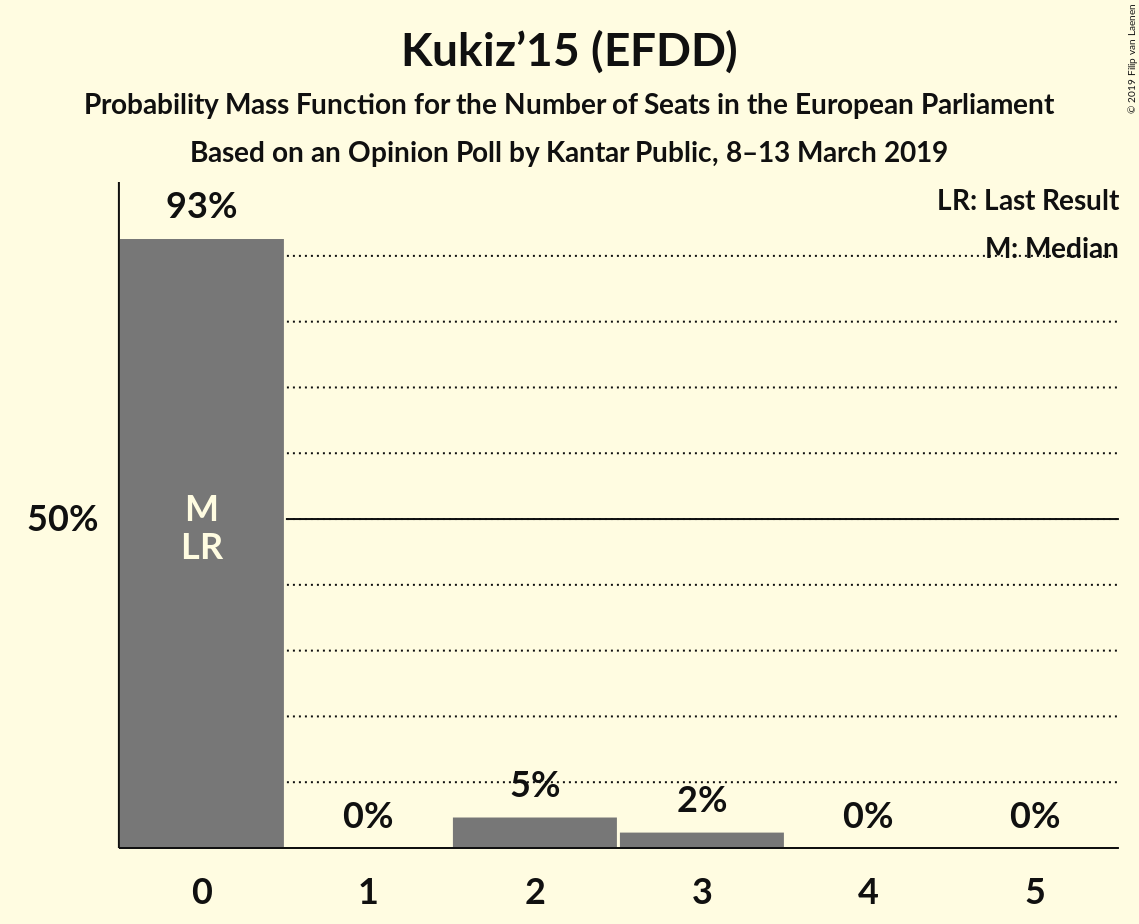 Kukiz’15 (EFDD)
Probability Mass Function for the Number of Seats in the European Parliament
Based on an Opinion Poll by Kantar Public, 8–13 March 2019
© 2019 Filip van Laenen
LR: Last Result
M: Median
93%
50%
M
LR
0%
5%
2%
0%
0%
0
1
2
3
4
5